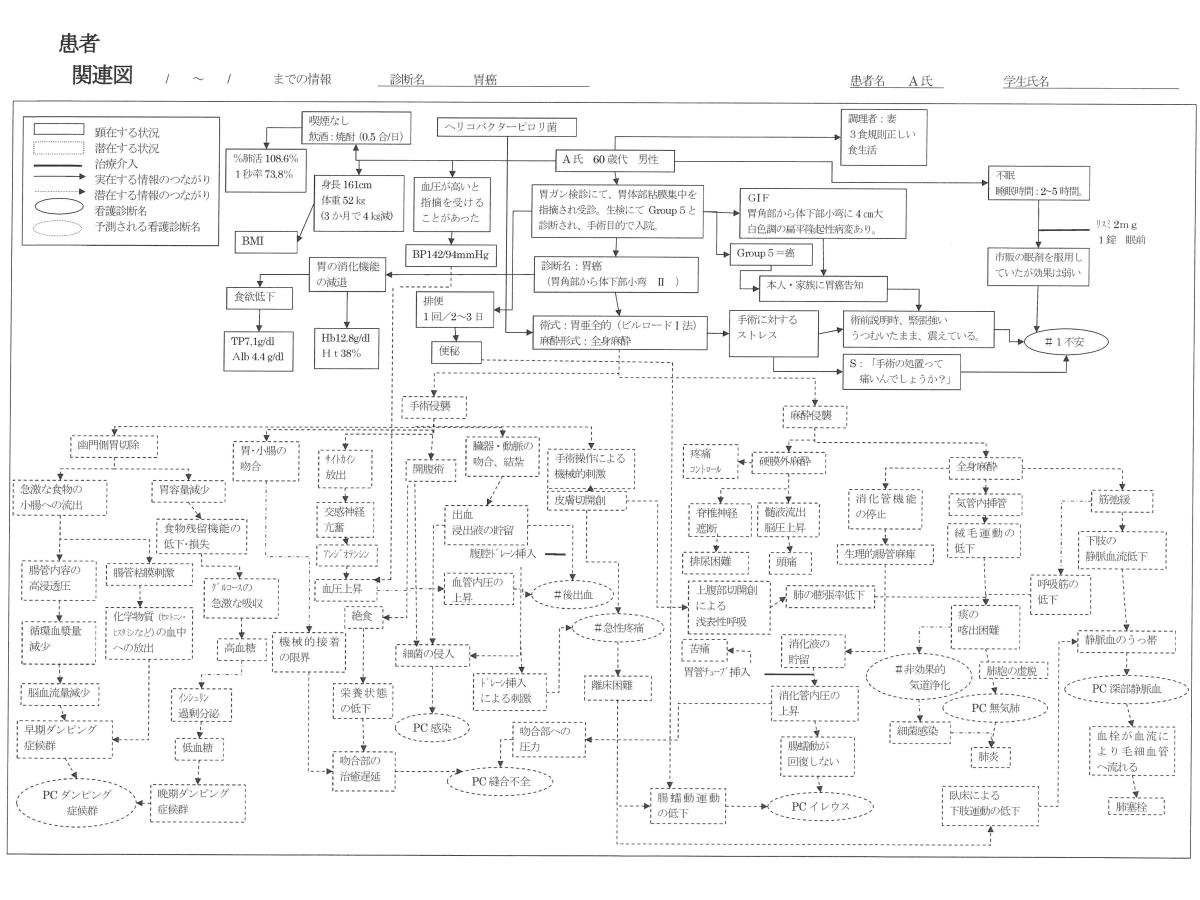 患者
関連図 / ～ / までの情報 診断名 胃癌 患者名 A氏 学生氏名
顕在する状況
潜在する状況
治療介入
実在する情報のつながり
潜在する情報のつながり
看護診断名
予測される看護診断名
喫煙なし
飲酒：焼酎（0.5合/日）
%肺活108.6%
1秒率73,8%
身長161cm
体重52㎏
（3か月で4㎏減）
BMI
血圧が高いと
指摘を受ける
ことがあった
BP142/94mmHg
ヘリコバクターピロリ菌
A氏 60歳代 男性
調理者：妻
3食規則正しい
食生活
不眠
睡眠時間：2~5時間。
ﾘｽﾐ2mg
1錠 眠前
市販の眠剤を服用し
ていたが効果は弱い
胃ガン検診にて、胃体部粘膜集中を
指摘され受診。生検にてGroup5と
診断され、手術目的で入院。
GIF
胃角部から体下部小弯に4㎝大
白色調の扁平隆起性病変あり。
Group5＝癌
本人・家族に胃癌告知
診断名：胃癌
（胃角部から体下部小弯 Ⅱ ）
胃の消化機能
の減退
食欲低下
TP7,1g/dl
Alb4.4g/dl
Hb12.8g/dl
Ht38%
排便
1回／2～3日
便秘
術式：胃亜全的（ビルロードⅠ法）
麻酔形式：全身麻酔
手術に対する
ストレス
術前説明時、緊張強い
うつむいたまま、震えている。
S：「手術の処置って
痛いんでしょうか？」
＃1不安
手術侵襲
麻酔侵襲
幽門側胃切除
胃・小腸の
吻合
ｻｲﾄｶｲﾝ
放出
開腹術
臓器・動脈の
吻合、結紮
手術操作による
機械的刺激
皮膚切開創
疼痛
ｺﾝﾄﾛｰﾙ
硬膜外麻酔
全身麻酔
急激な食物の
小腸への流出
胃容量減少
食物残留機能の
低下・損失
交感神経
亢奮
ｱﾝｼﾞｵﾃﾝｼﾝ
血圧上昇
出血
浸出液の貯留
腹腔ﾄﾞﾚｰﾝ挿入
脊椎神経
遮断
髄液流出
脳圧上昇
排尿困難
頭痛
消化管機能
の停止
生理的腸管麻痺
気管内挿管
絨毛運動の
低下
筋弛緩
下肢の
静脈血流低下
腸管内容の
高浸透圧
腸管粘膜刺激
ｸﾞﾙｺｰｽの
急激な吸収
血管内圧の
上昇
＃後出血
上腹部切開創
による
浅表性呼吸
肺の膨張率低下
呼吸筋の
低下
循環血漿量
減少
化学物質（ｾﾛﾄﾆﾝ・
ﾋｽﾀｼﾝなど）の血中
への放出
高血糖
機械的接着
の限界
絶食
細菌の侵入
＃急性疼痛
苦痛
胃管ﾁｭｰﾌﾞ挿入
消化液の
貯留
痰の
喀出困難
静脈血のうっ帯
脳血流量減少
ｲﾝｼｭﾘﾝ
過剰分泌
栄養状態
の低下
ﾄﾞﾚｰﾝ挿入
による刺激
離床困難
消化管内圧の
上昇
＃非効果的
気道浄化
肺胞の虚脱
PC深部静脈血
早期ダンピング
症候群
低血糖
吻合部の
治癒遅延
PC感染
吻合部への
圧力
腸蠕動が
回復しない
細菌感染
PC無気肺
肺炎
血栓が血流に
より毛細血管
へ流れる
PCダンピング
症候群
晩期ダンピング
症候群
PC縫合不全
腸蠕動運動
の低下
PCイレウス
臥床による
下肢運動の低下
肺塞栓